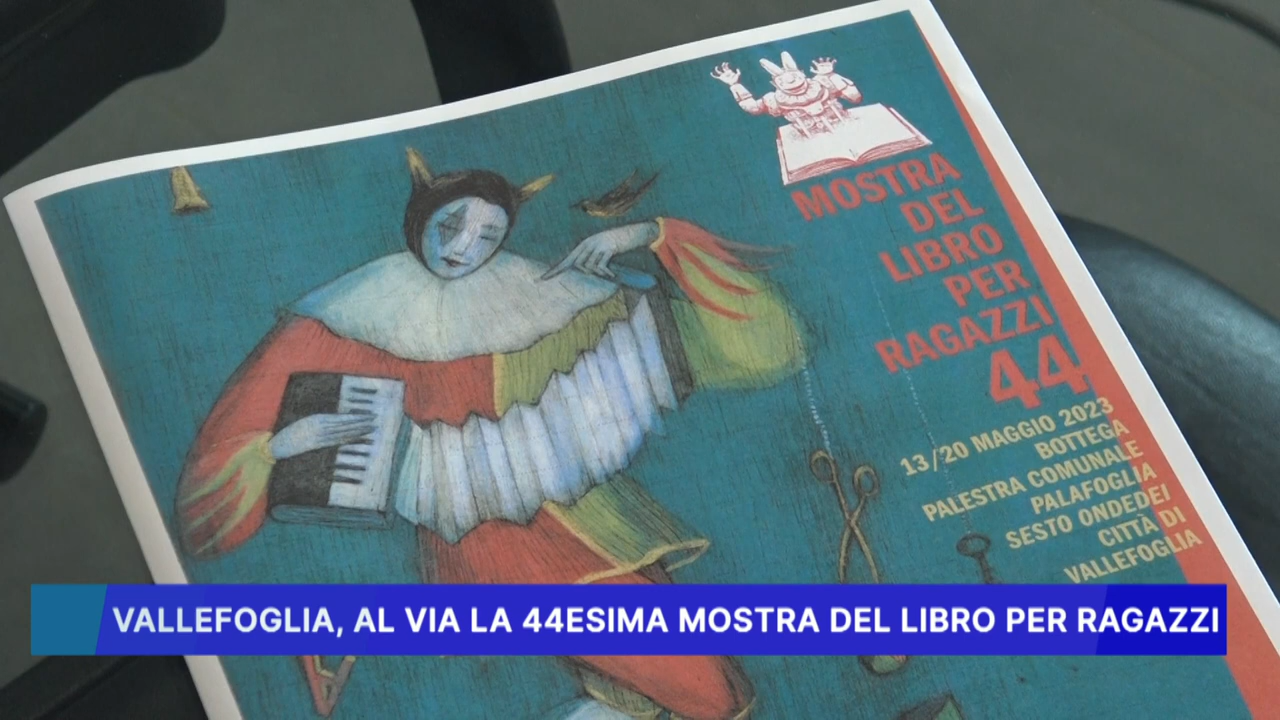 MOSTRA
DEL
LIBRO
PER
RAGAZZI
44
13/20 MAGGIO 2023
BOTTEGA
PALESTRA COMUNALE
PALAFOGLIA
SESTO ONDEDEI
CITTÀ DI
VALLEFOGLIA
VALLEFOGLIA, AL VIA LA 44ESIMA MOSTRA DEL LIBRO PER RAGAZZI